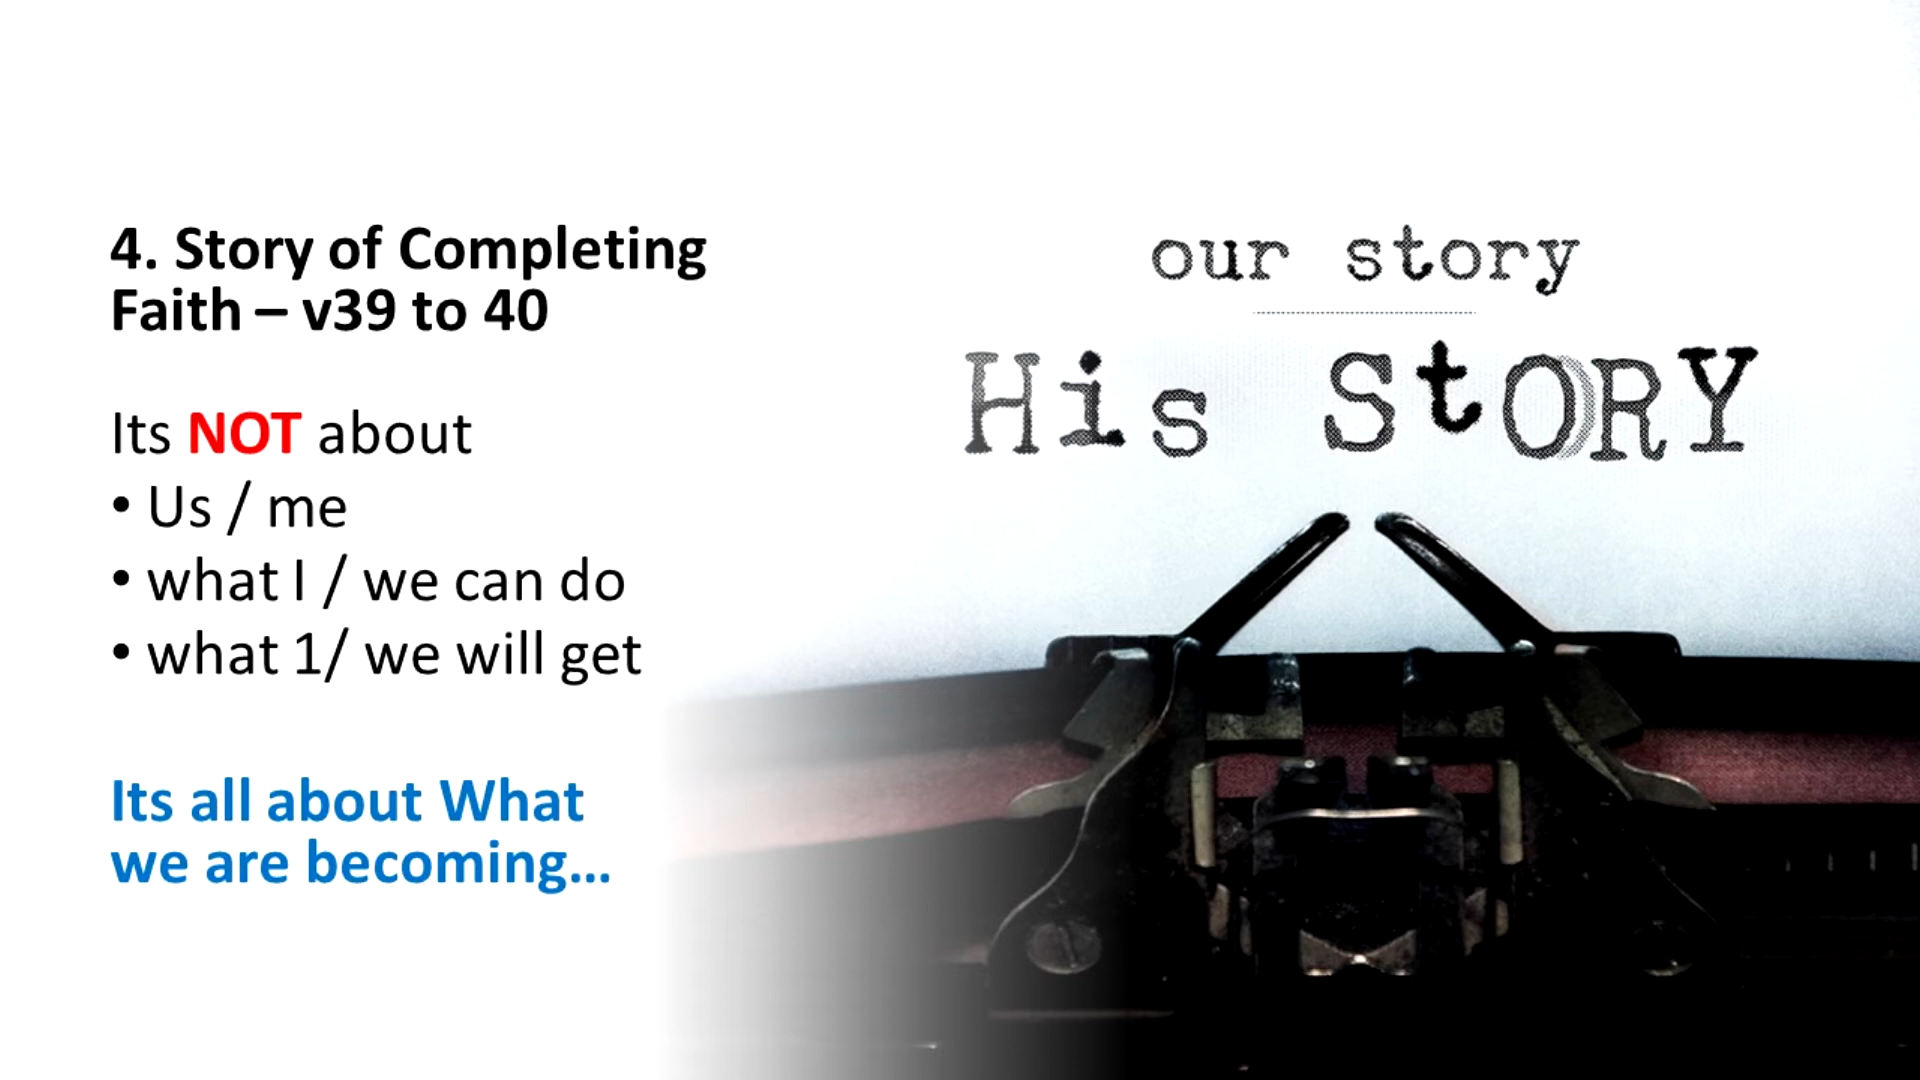 4. Story of Completing
Faith – v39 to 40
Its NOT about
• Us / me
• what I / we can do
• what 1/ we will get
Its all about What
we are becoming...
our story
His StORY